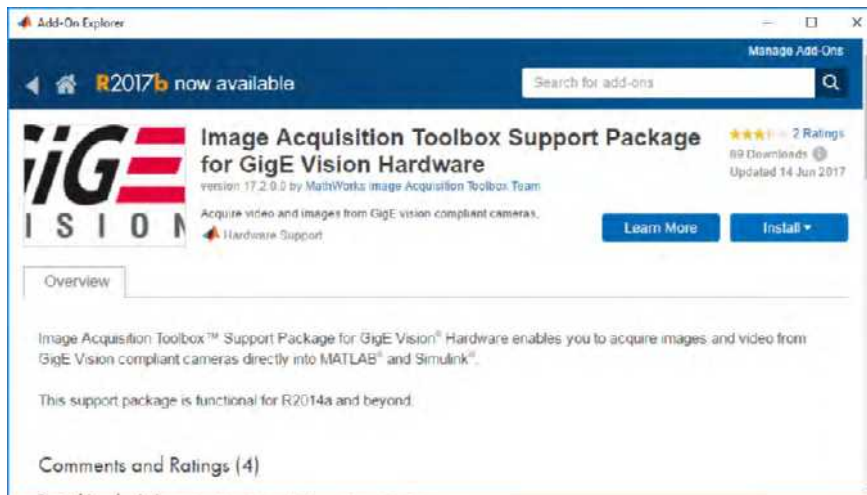 Add-On Explorer
Manage Add-Ons
R2017b now available
Search for add-ons
GiGE
VISION
Image Acquisition Toolbox Support Package
for GigE Vision Hardware
version 17.2.0.0 by MathWorks Image Acquisition Toolbox Team
Acquire video and images from GigE vision compliant cameras.
Hardware Support
2 Ratings
69 Downloads
Updated 14 Jun 2017
Learn More
Install
Overview
Image Acquisition Toolbox™ Support Package for GigE Vision® Hardware enables you to acquire images and video from
GigE Vision compliant cameras directly into MATLAB® and Simulink®.
This support package is functional for R2014a and beyond.
Comments and Ratings (4)